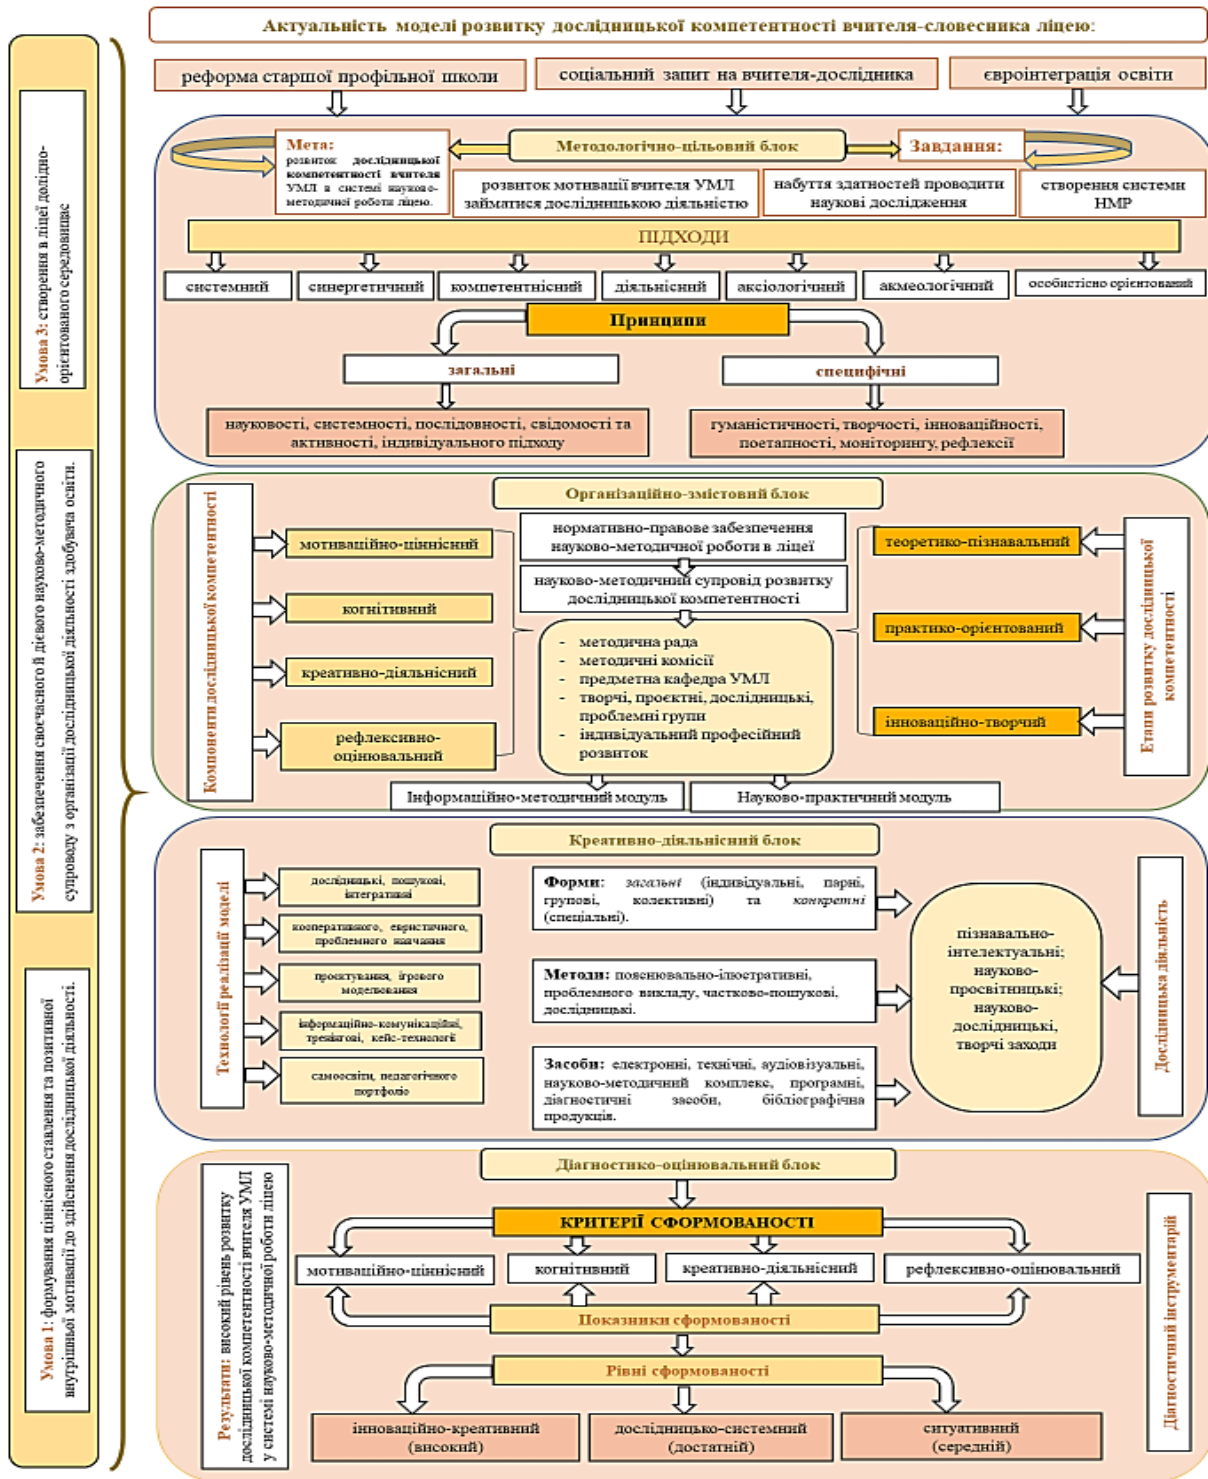 Актуальність моделі розвитку дослідницької компетентності вчителя-словесника ліцею:
реформа старшої профільної школи
соціальний запит на вчителя-дослідника
євроінтеграція освіти
Умова 3: створення в ліцеї долідно-
орієнтованого середовищас
Умова 2: забезпечення своєчасного й дієвого науково-методичного
супроводу з організації дослідницької діяльності здобувача освіти.
Умова 1: формування ціннісного ставлення та позитивної
внутрішньої мотивації до здійснення дослідницької діяльності.
Методологічно-цільовий блок
Мета:
розвиток дослідницької
компетентності вчителя
УМЛ в системі науково-
методичної роботи ліцею.
Завдання:
розвиток мотивації вчителя УМЛ
займатися дослідницькою діяльністю
набуття здатностей проводити
наукові дослідження
створення системи
НМР
ПІДХОДИ
системний
синергетичний
компетентнісний
діяльнісний
аксіологічний
акмеологічний
особистісно орієнтований
Принципи
загальні
специфічні
науковості, системності, послідовності, свідомості та
активності, індивідуального підходу
гуманістичності, творчості, інноваційності,
поетапності, моніторингу, рефлексії
Організаційно-змістовий блок
Компоненти дослідницької компетентності
мотиваційно-ціннісний
когнітивний
креативно-діяльнісний
рефлексивно-
оцінювальний
нормативно-правове забезпечення
науково-методичної роботи в ліцеї
науково-методичний супровід розвитку
дослідницької компетентності
- методична рада
- методичні комісії
- предметна кафедра УМЛ
- творчі, проєктні, дослідницькі,
проблемні групи
- індивідуальний професійний
розвиток
теоретико-пізнавальний
практико-орієнтований
інноваційно-творчий
Етапи розвитку дослідницької
компетентності
Інформаційно-методичний модуль
Науково-практичний модуль
Креативно-діяльнісний блок
Технології реалізації моделі
дослідницькі, пошукові,
інтегративні
кооперативного, евристичного,
проблемного навчання
проєктування, ігрового
моделювання
інформаційно-комунікаційні,
тренінгові, кейс-технології
самоосвіти, педагогічного
портфоліо
Форми: загальні (індивідуальні, парні,
групові, колективні) та конкретні
(спеціальні).
Методи: пояснювально-ілюстративні,
проблемного викладу, частково-пошукові,
дослідницькі.
Засоби: електронні, технічні, аудіовізуальні,
науково-методичний комплекс, програмні,
діагностичні засоби, бібліографічна
продукція.
пізнавально-
інтелектуальні;
науково-
просвітницькі;
науково-
дослідницькі,
творчі заходи
Дослідницька діяльність
Діагностико-оцінювальний блок
Результати: високий рівень розвитку
дослідницької компетентності вчителя УМЛ
у системі науково-методичної роботи ліцею
КРИТЕРІЇ СФОРМОВАНОСТІ
мотиваційно-ціннісний
когнітивний
креативно-діяльнісний
рефлексивно-оцінювальний
Показники сформованості
Рівні сформованості
інноваційно-креативний
(високий)
дослідницько-системний
(достатній)
ситуативний
(середній)
Діагностичний інструментарій